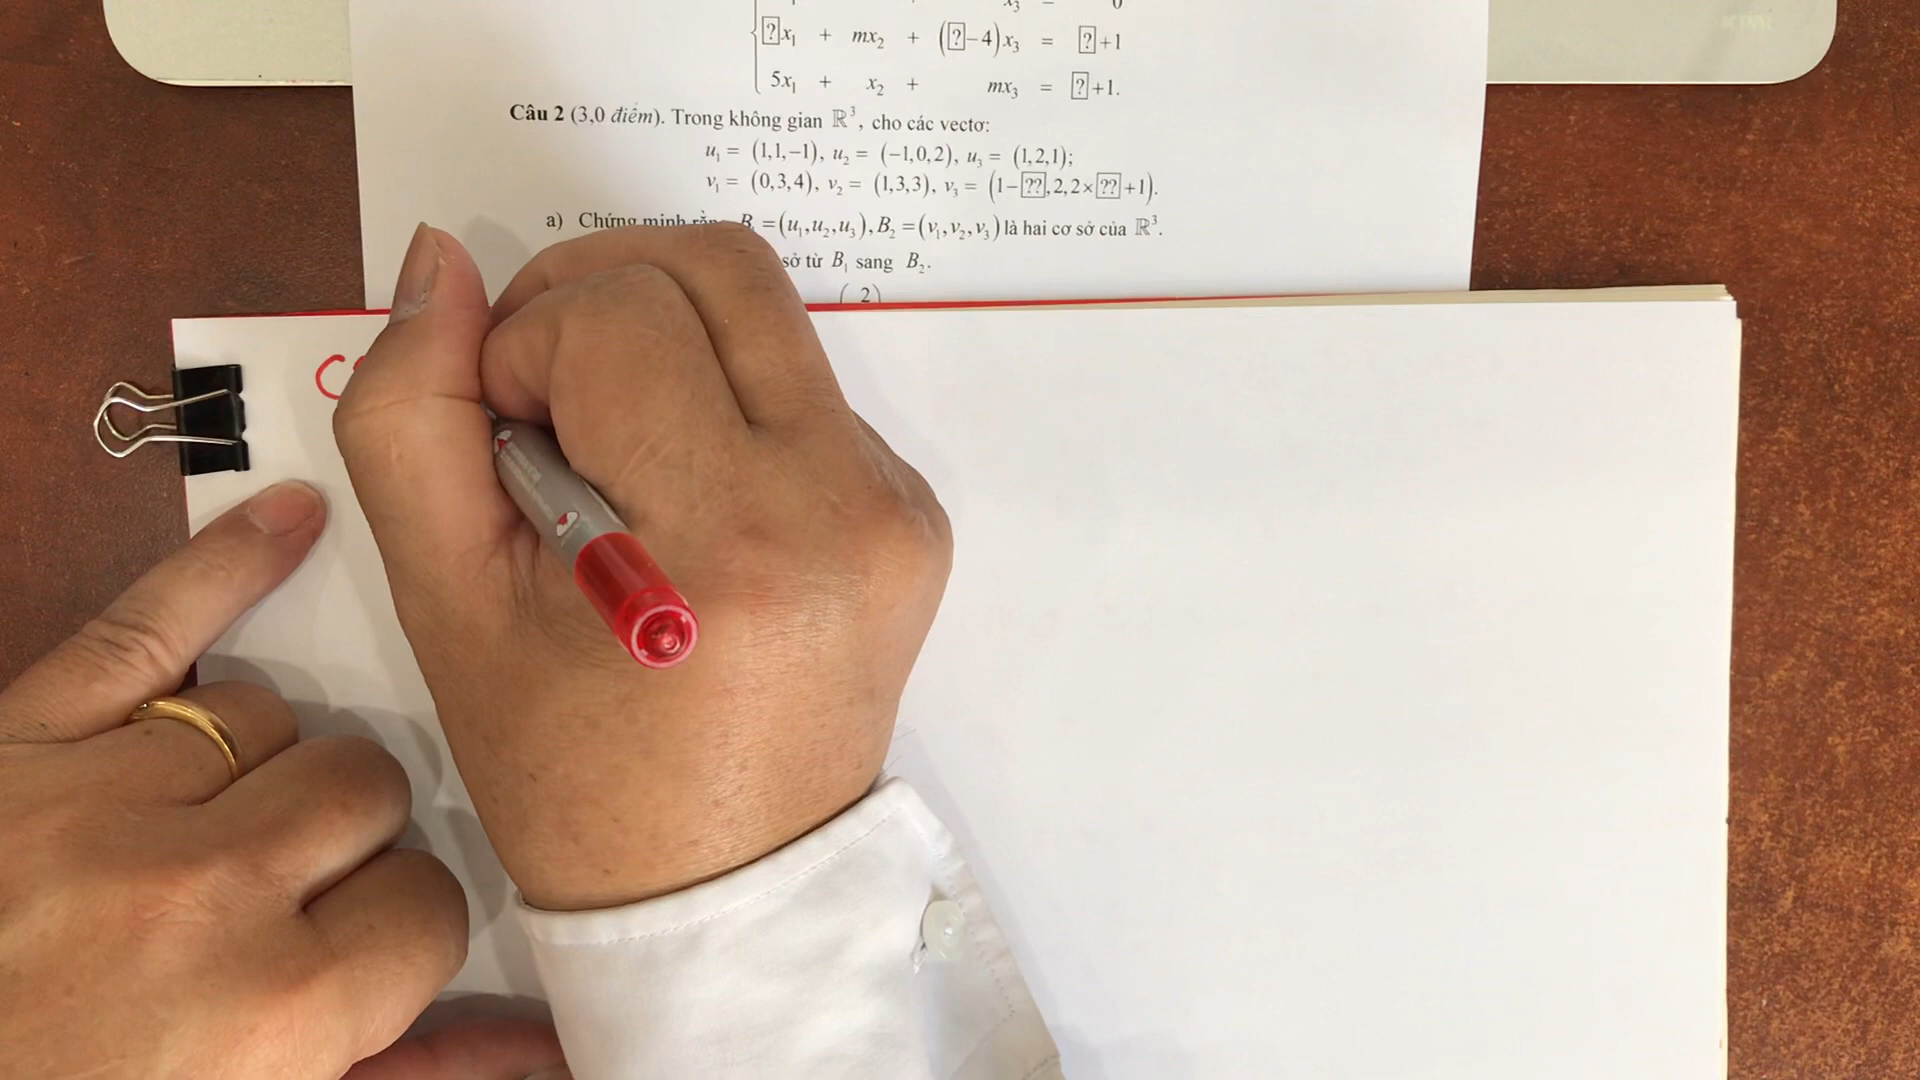 [?]x₁ + mx₂ + ([?]−4)x₃ = [?]+1
5x₁ + x₂ + mx₃ = [?]+1.
Câu 2 (3,0 điểm). Trong không gian ℝ³, cho các vectơ:
u₁ = (1,1,−1), u₂ = (−1,0,2), u₃ = (1,2,1);
v₁ = (0,3,4), v₂ = (1,3,3), v₃ = (1−[??],2,2×[??]+1).
a) Chứng minh rằng B₁ =(u₁,u₂,u₃), B₂ =(v₁,v₂,v₃) là hai cơ sở của ℝ³.
sở từ B₁ sang B₂.
(2)
C